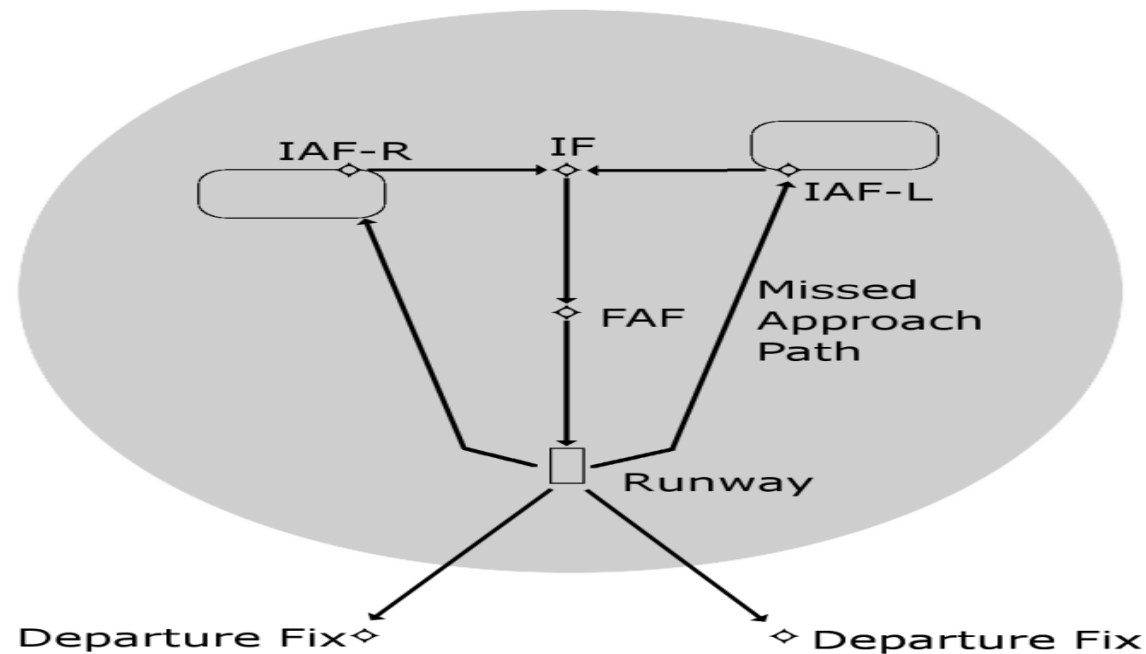 IF
IAF-R
IAF-L
Missed
Approach
Path
FAF
Runway
Departure Fix
Departure Fix